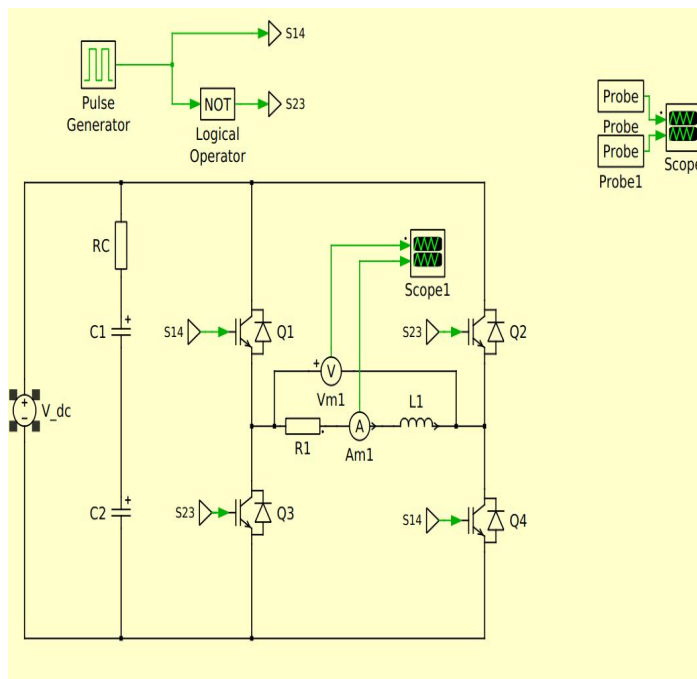 S14
Pulse
Generator
NOT
S23
Logical
Operator
Probe
Probe
Probe
Probe1
Scope
RC
Scope1
C1
S14
Q1
S23
Q2
V
Vm1
V_dc
L1
A
R1
Am1
C2
S23
Q3
S14
Q4